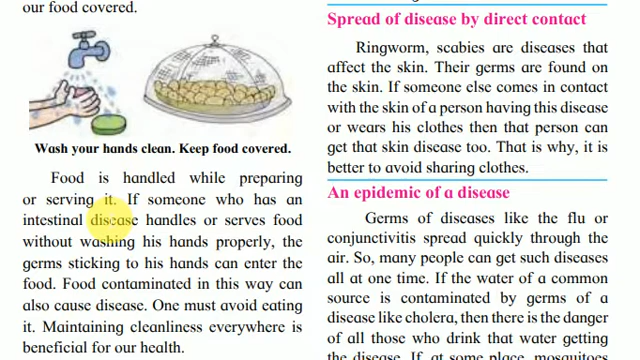 our food covered.
Wash your hands clean. Keep food covered.
Food is handled while preparing
or serving it. If someone who has an
intestinal disease handles or serves food
without washing his hands properly, the
germs sticking to his hands can enter the
food. Food contaminated in this way can
also cause disease. One must avoid eating
it. Maintaining cleanliness everywhere is
beneficial for our health.
Spread of disease by direct contact
Ringworm, scabies are diseases that
affect the skin. Their germs are found on
the skin. If someone else comes in contact
with the skin of a person having this disease
or wears his clothes then that person can
get that skin disease too. That is why, it is
better to avoid sharing clothes.
An epidemic of a disease
Germs of diseases like the flu or
conjunctivitis spread quickly through the
air. So, many people can get such diseases
all at one time. If the water of a common
source is contaminated by germs of a
disease like cholera, then there is the danger
of all those who drink that water getting
the disease. If, at some place, mosquitoes